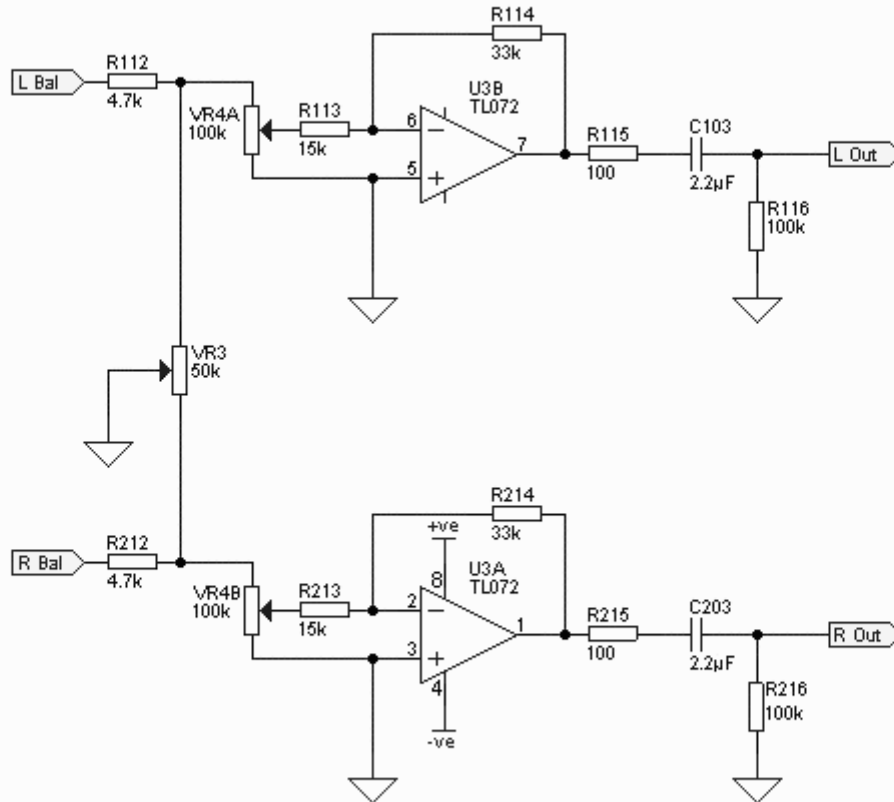 R114
33k
L Bal
R112
4.7k
VR4A
100k
R113
15k
U3B
TL072
6
5
7
R115
100
C103
2.2µF
L Out
R116
100k
VR3
50k
R214
33k
+ve
R Bal
R212
4.7k
VR4B
100k
R213
15k
U3A
TL072
8
2
3
4
1
-ve
R215
100
C203
2.2µF
R Out
R216
100k